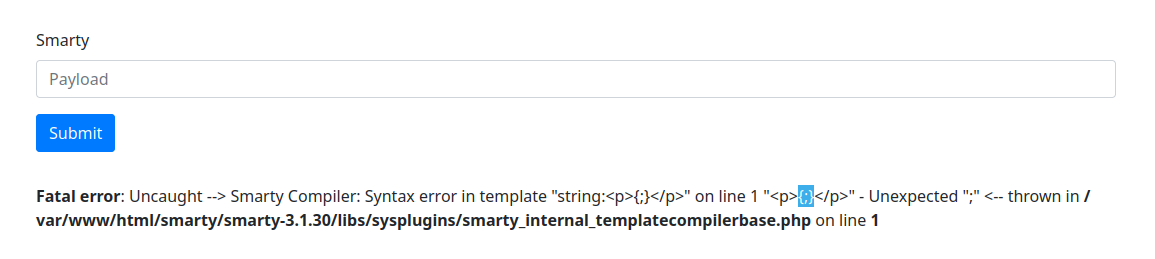 Smarty
Payload
Submit
Fatal error: Uncaught --> Smarty Compiler: Syntax error in template "string:<p>{;}</p>" on line 1 "<p>{;}</p>" - Unexpected ";" <-- thrown in /
var/www/html/smarty/smarty-3.1.30/libs/sysplugins/smarty_internal_templatecompilerbase.php on line 1